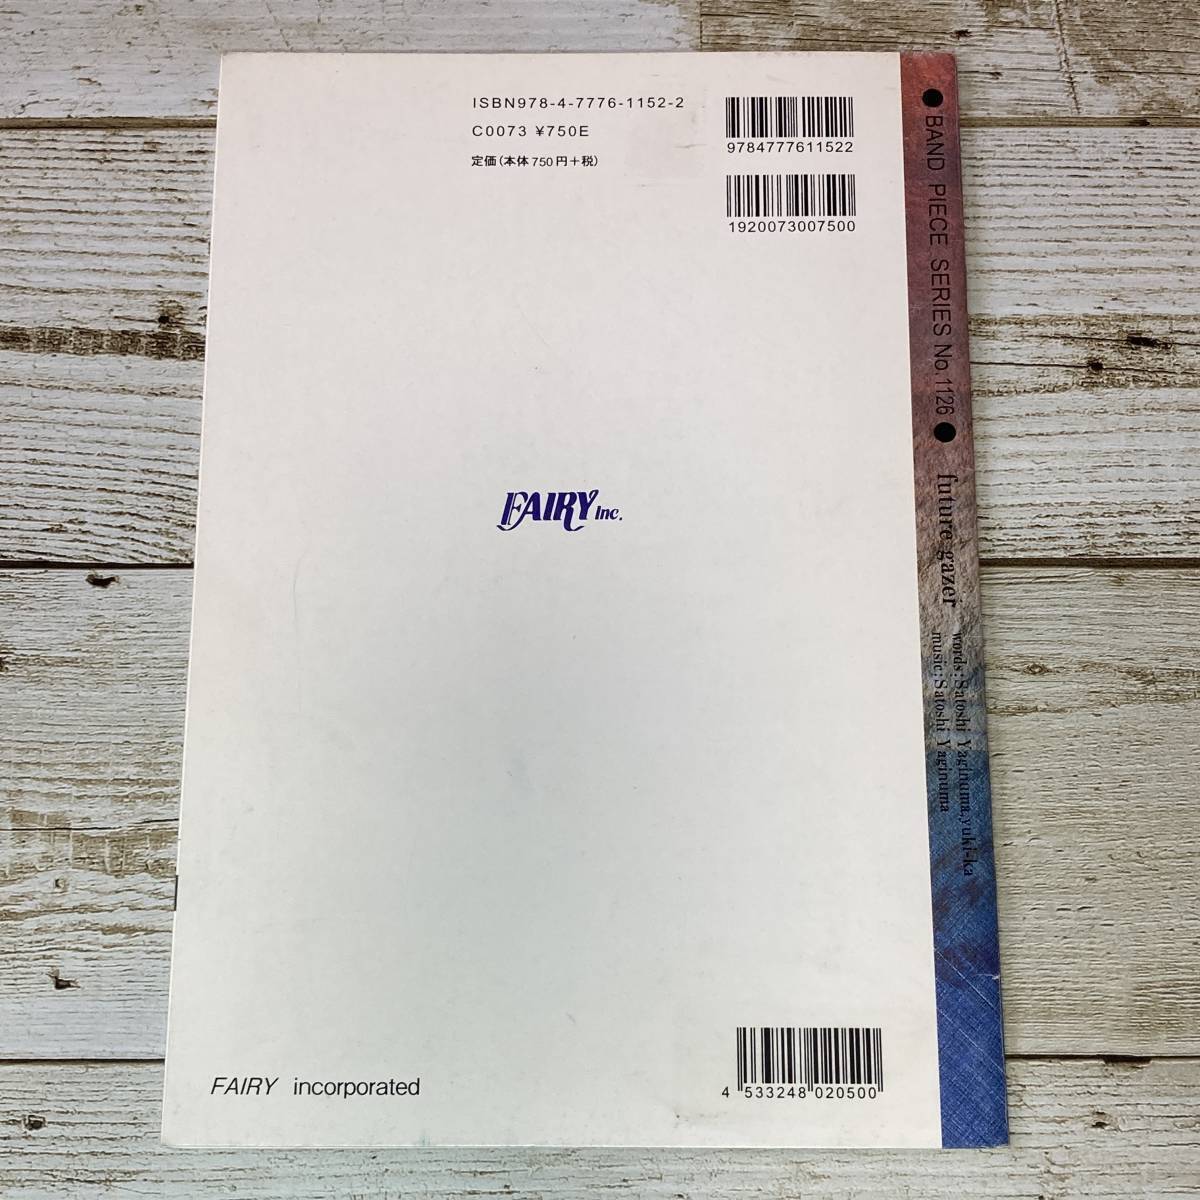 ISBN978-4-7776-1152-2
C0073 ¥750E
定価(本体750円+税)
9784777611522
1920073007500
● BAND PIECE SERIES No.1126 ●
future gazer
words:Satoshi Yaginuma,yuki-ka
music:Satoshi Yaginuma
FAIRY Inc.
FAIRY incorporated
4 533248 020500